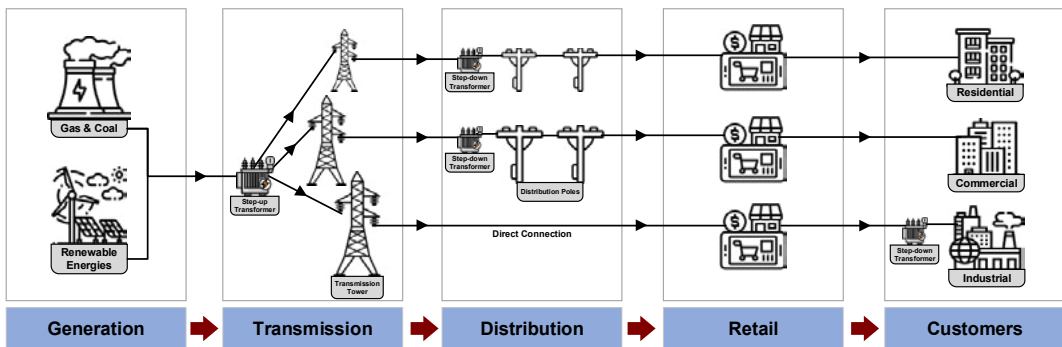 Gas & Coal
Renewable
Energies
Step-up
Transformer
Transmission
Tower
Step-down
Transformer
Step-down
Transformer
Distribution Poles
Direct Connection
$
$
$
Residential
Commercial
Step-down
Transformer
Industrial
Generation
Transmission
Distribution
Retail
Customers